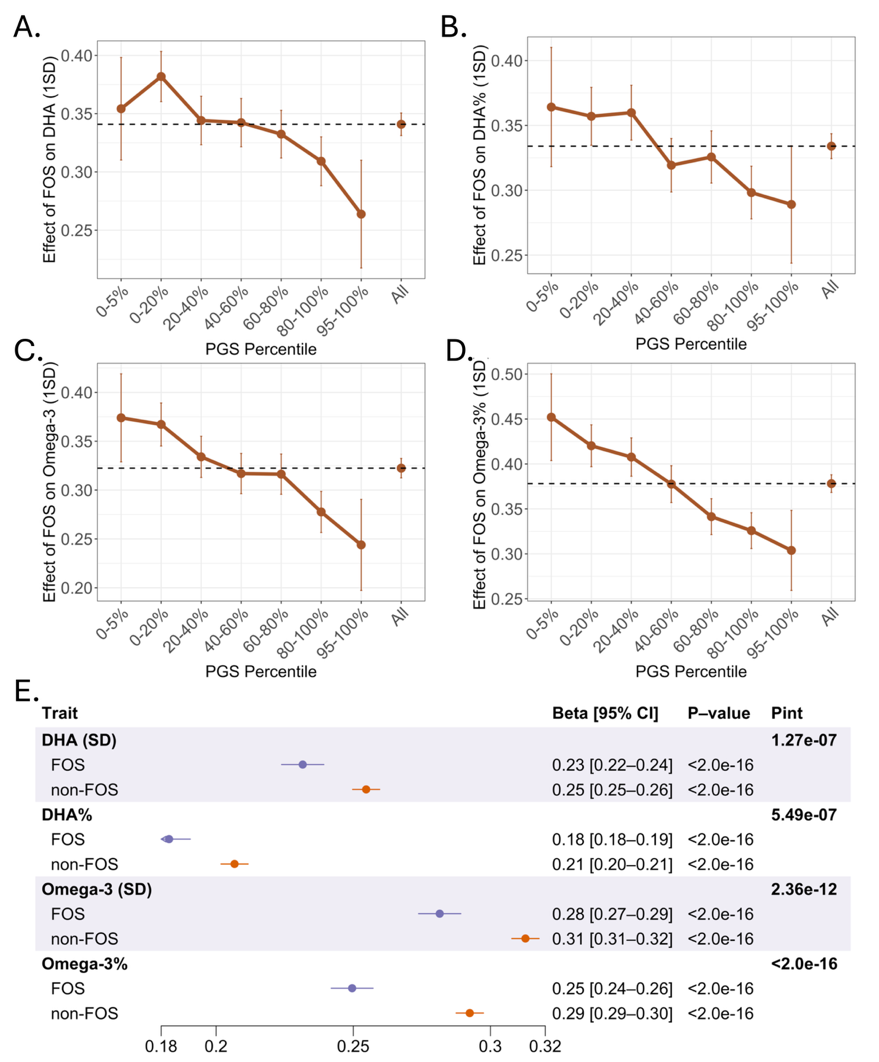 A.
Effect of FOS on DHA (1SD)
0.40
0.35
0.30
0.25
0-5%
0-20%
20-40%
40-60%
60-80%
80-100%
95-100%
All
PGS Percentile
B.
Effect of FOS on DHA% (1SD)
0.40
0.35
0.30
0.25
0-5%
0-20%
20-40%
40-60%
60-80%
80-100%
95-100%
All
PGS Percentile
C.
Effect of FOS on Omega-3 (1SD)
0.40
0.35
0.30
0.25
0.20
0-5%
0-20%
20-40%
40-60%
60-80%
80-100%
95-100%
All
PGS Percentile
D.
Effect of FOS on Omega-3% (1SD
0.50
0.45
0.40
0.35
0.30
0.25
0-5%
0-20%
20-40%
40-60%
60-80%
80-100%
95-100%
All
PGS Percentile
E.
Trait Beta [95% CI] P–value Pint
DHA (SD) 1.27e-07
FOS 0.23 [0.22–0.24] <2.0e-16
non-FOS 0.25 [0.25–0.26] <2.0e-16
DHA% 5.49e-07
FOS 0.18 [0.18–0.19] <2.0e-16
non-FOS 0.21 [0.20–0.21] <2.0e-16
Omega-3 (SD) 2.36e-12
FOS 0.28 [0.27–0.29] <2.0e-16
non-FOS 0.31 [0.31–0.32] <2.0e-16
Omega-3% <2.0e-16
FOS 0.25 [0.24–0.26] <2.0e-16
non-FOS 0.29 [0.29–0.30] <2.0e-16
0.18 0.2 0.25 0.3 0.32